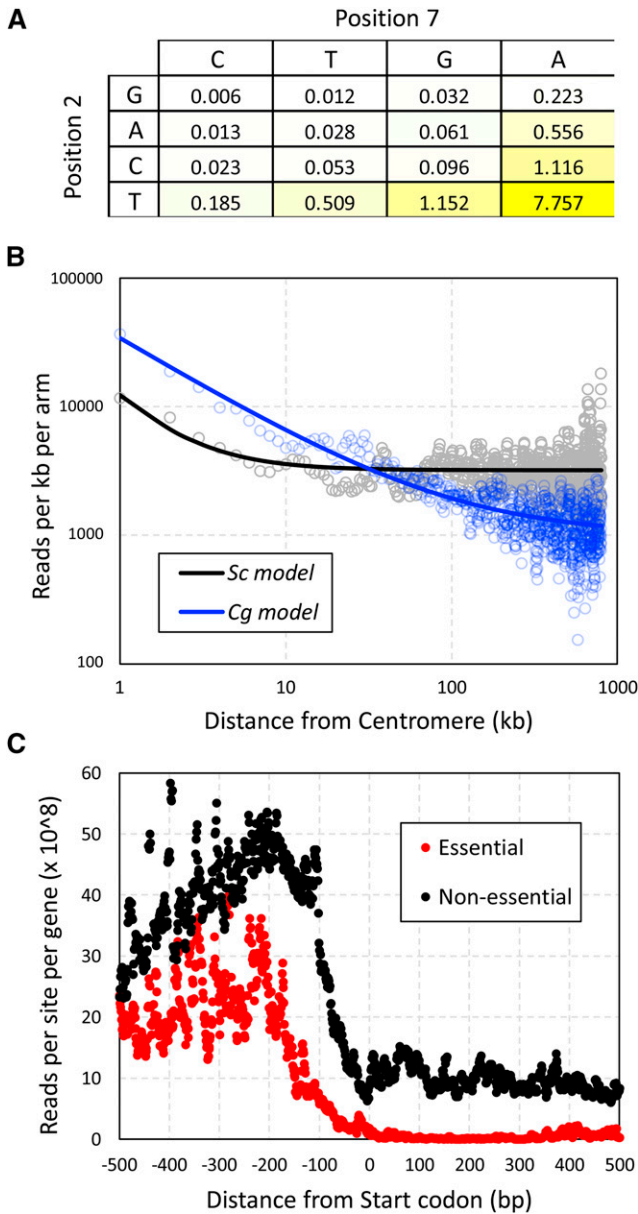 A
Position 7
C T G A
Position 2
G 0.006 0.012 0.032 0.223
A 0.013 0.028 0.061 0.556
C 0.023 0.053 0.096 1.116
T 0.185 0.509 1.152 7.757
B
Reads per kb per arm
100000
10000
1000
100
Sc model
Cg model
1 10 100 1000
Distance from Centromere (kb)
C
Reads per site per gene (x 10^8)
60
50
40
30
20
10
0
Essential
Non-essential
-500 -400 -300 -200 -100 0 100 200 300 400 500
Distance from Start codon (bp)